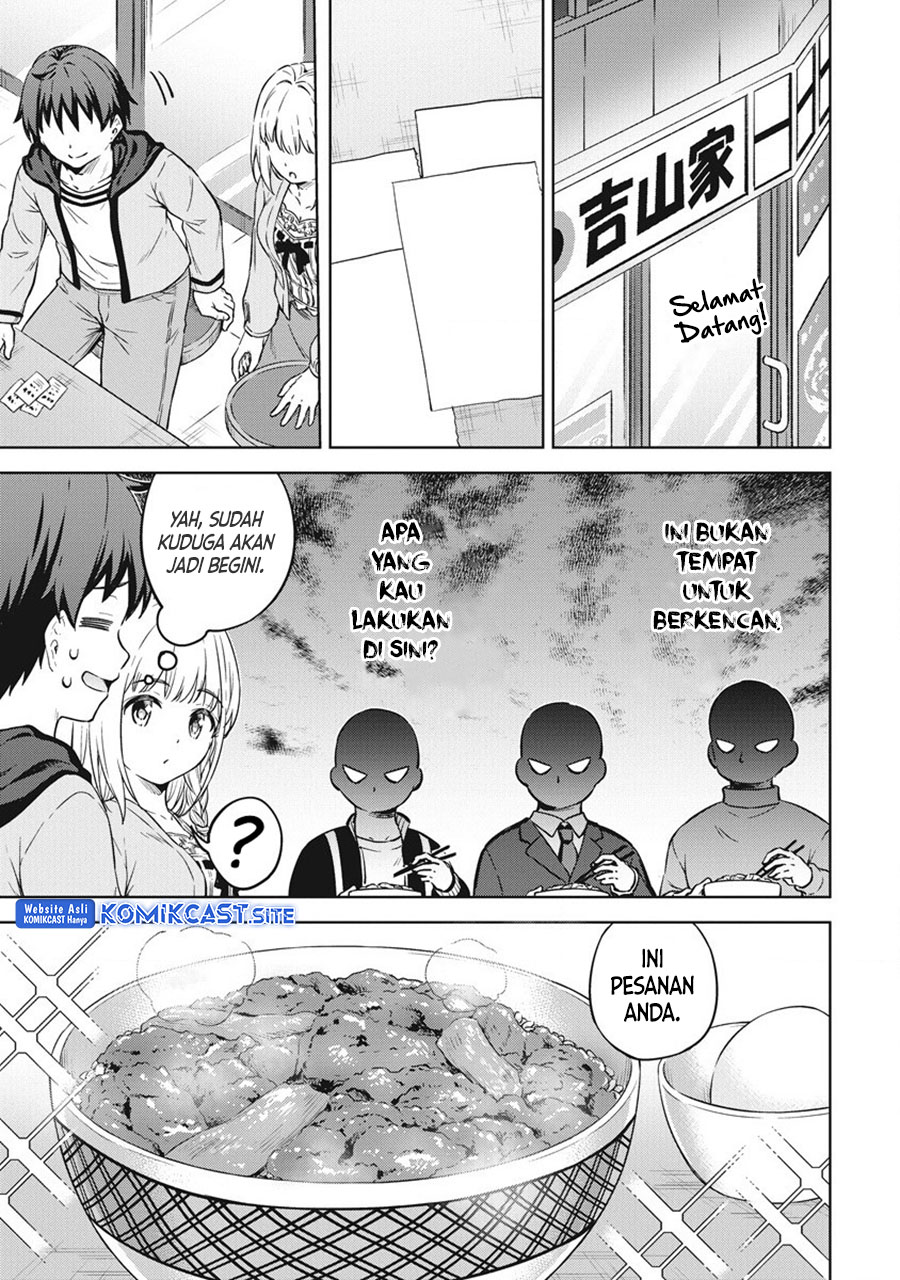 吉山家
Selamat
Datang!
INI BUKAN
TEMPAT
UNTUK
BERKENCAN.
APA
YANG
KAU
LAKUKAN
DI SINI?
YAH, SUDAH
KUDUGA AKAN
JADI BEGINI.
?
Website Asli
KOMIKCAST Hanya
KOMIKCAST.SITE
INI
PESANAN
ANDA.